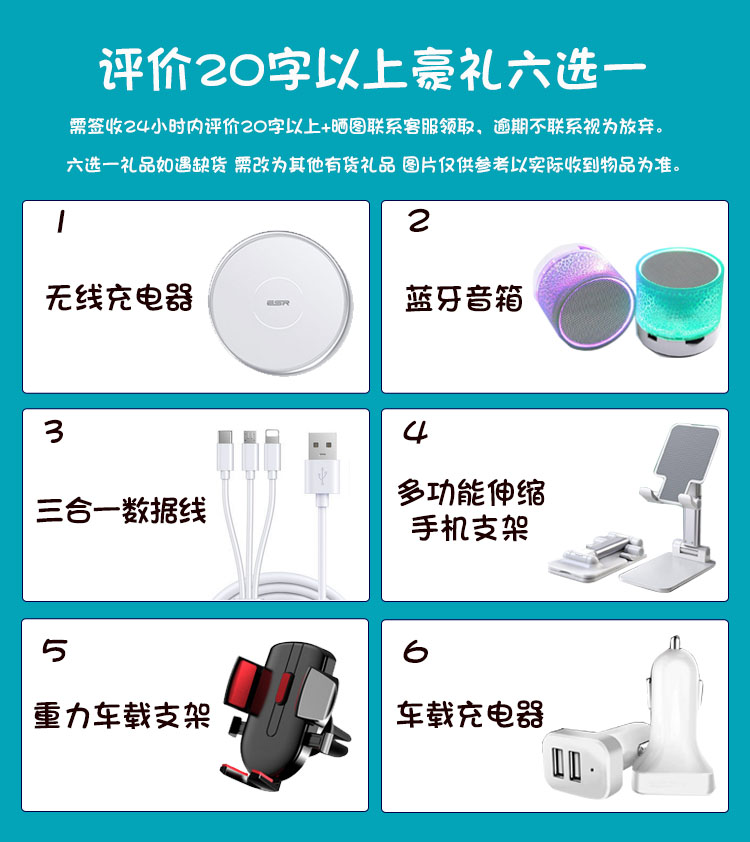 评价20字以上豪礼六选一
需签收24小时内评价20字以上+晒图联系客服领取，逾期不联系视为放弃。
六选一礼品如遇缺货 需改为其他有货礼品 图片仅供参考以实际收到物品为准。
1
无线充电器
ESR
2
蓝牙音箱
3
三合一数据线
4
多功能伸缩
手机支架
5
重力车载支架
6
车载充电器